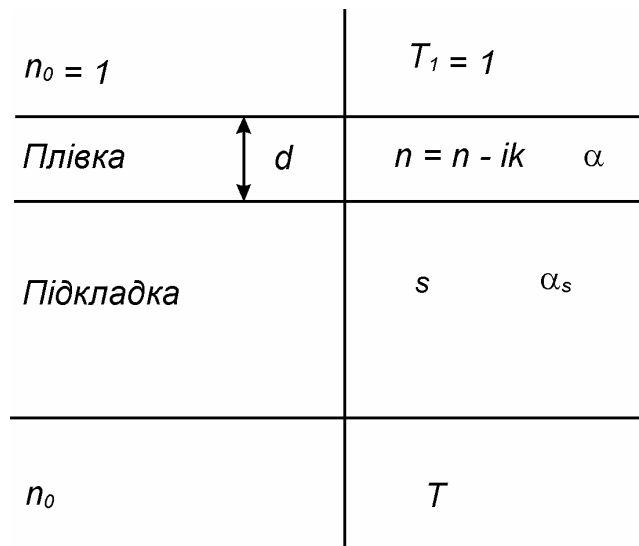 n₀ = 1 T₁ = 1
Плівка d n = n - ik α
Підкладка s αₛ
n₀ T